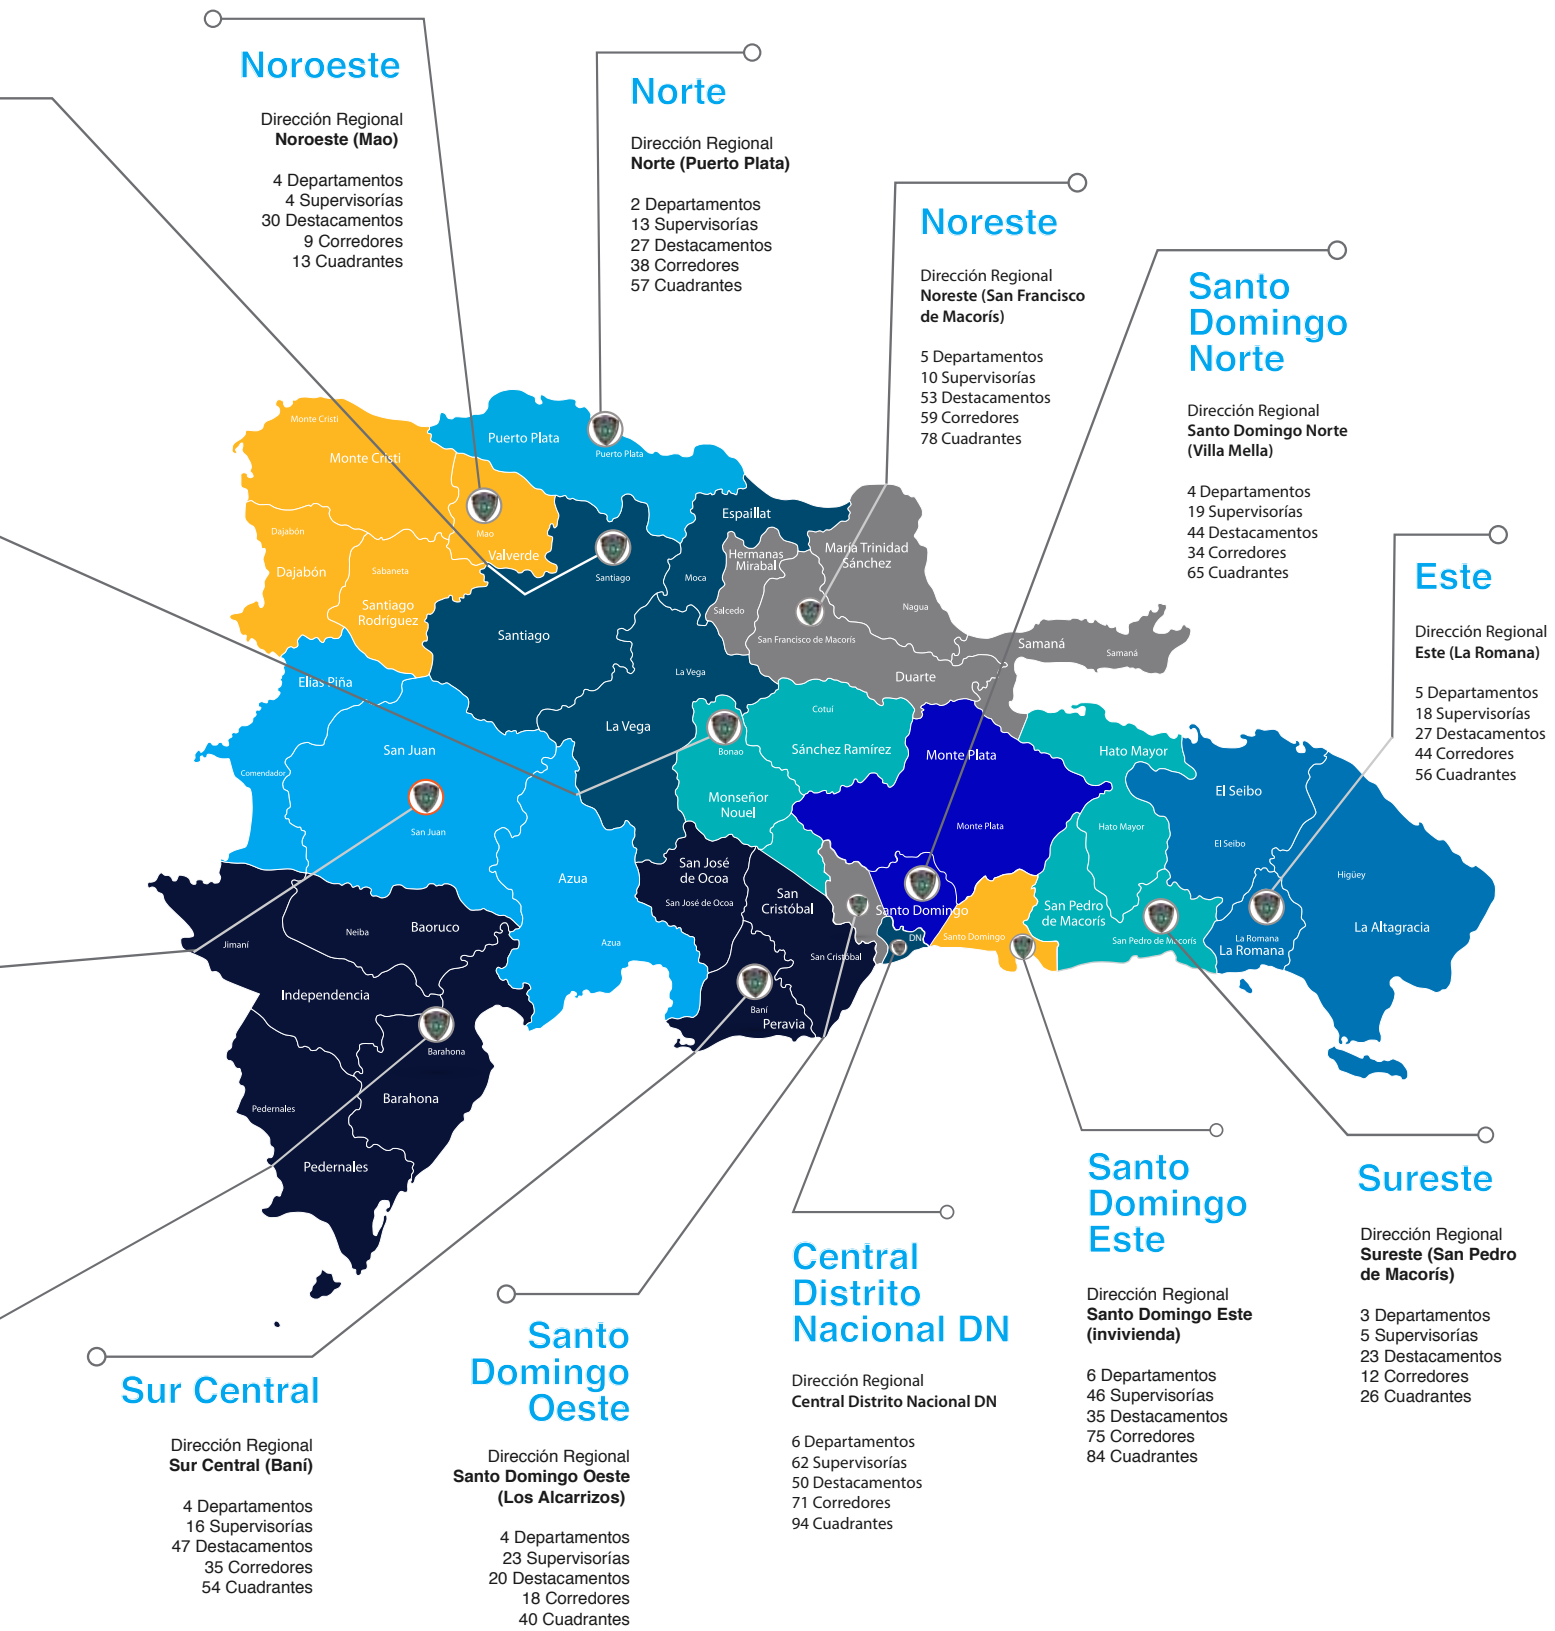 Noroeste
Dirección Regional
Noroeste (Mao)
4 Departamentos
4 Supervisorías
30 Destacamentos
9 Corredores
13 Cuadrantes
Norte
Dirección Regional
Norte (Puerto Plata)
2 Departamentos
13 Supervisorías
27 Destacamentos
38 Corredores
57 Cuadrantes
Noreste
Dirección Regional
Noreste (San Francisco
de Macorís)
5 Departamentos
10 Supervisorías
53 Destacamentos
59 Corredores
78 Cuadrantes
Santo
Domingo
Norte
Dirección Regional
Santo Domingo Norte
(Villa Mella)
4 Departamentos
19 Supervisorías
44 Destacamentos
34 Corredores
65 Cuadrantes
Este
Dirección Regional
Este (La Romana)
5 Departamentos
18 Supervisorías
27 Destacamentos
44 Corredores
56 Cuadrantes
Monte Cristi
Monte Cristi
Puerto Plata
Puerto Plata
Mao
Valverde
Dajabón
Dajabón
Sabaneta
Santiago
Rodríguez
Santiago
Santiago
Espaillat
Moca
Hermanas
Mirabal
Salcedo
María Trinidad
Sánchez
Nagua
San Francisco de Macorís
Duarte
Samaná
Samaná
La Vega
La Vega
Elías Piña
Comendador
San Juan
San Juan
Bonao
Monseñor
Nouel
Cotuí
Sánchez Ramírez
Monte Plata
Monte Plata
Hato Mayor
Hato Mayor
El Seibo
El Seibo
Higüey
La Altagracia
La Romana
La Romana
San Pedro
de Macorís
San Pedro de Macorís
Santo Domingo
Santo Domingo
DN
San
Cristóbal
San Cristóbal
San José
de Ocoa
San José de Ocoa
Azua
Azua
Baní
Peravia
Jimaní
Neiba
Baoruco
Independencia
Barahona
Barahona
Pedernales
Pedernales
Sur Central
Dirección Regional
Sur Central (Baní)
4 Departamentos
16 Supervisorías
47 Destacamentos
35 Corredores
54 Cuadrantes
Santo
Domingo
Oeste
Dirección Regional
Santo Domingo Oeste
(Los Alcarrizos)
4 Departamentos
23 Supervisorías
20 Destacamentos
18 Corredores
40 Cuadrantes
Central
Distrito
Nacional DN
Dirección Regional
Central Distrito Nacional DN
6 Departamentos
62 Supervisorías
50 Destacamentos
71 Corredores
94 Cuadrantes
Santo
Domingo
Este
Dirección Regional
Santo Domingo Este
(invivienda)
6 Departamentos
46 Supervisorías
35 Destacamentos
75 Corredores
84 Cuadrantes
Sureste
Dirección Regional
Sureste (San Pedro
de Macorís)
3 Departamentos
5 Supervisorías
23 Destacamentos
12 Corredores
26 Cuadrantes